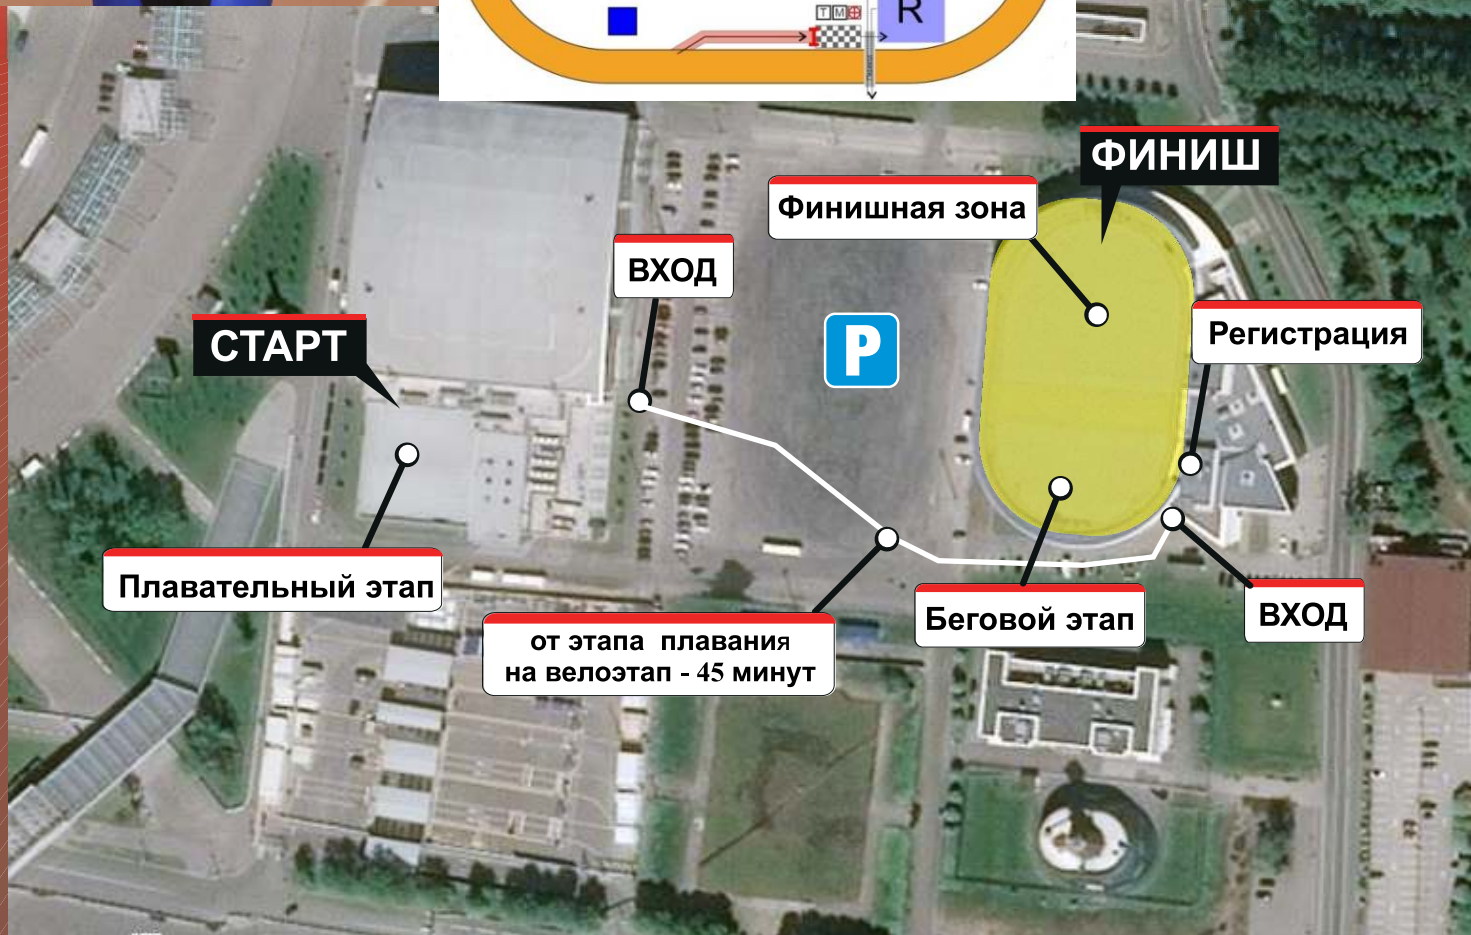 R
T M
ФИНИШ
Финишная зона
ВХОД
P
СТАРТ
Регистрация
Плавательный этап
от этапа плавания
на велоэтап - 45 минут
Беговой этап
ВХОД